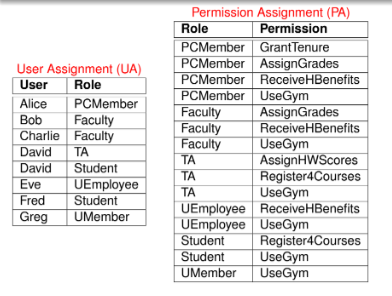 User Assignment (UA)
User Role
Alice PCMember
Bob Faculty
Charlie Faculty
David TA
David Student
Eve UEmployee
Fred Student
Greg UMember
Permission Assignment (PA)
Role Permission
PCMember GrantTenure
PCMember AssignGrades
PCMember ReceiveHBenefits
PCMember UseGym
Faculty AssignGrades
Faculty ReceiveHBenefits
Faculty UseGym
TA AssignHWScores
TA Register4Courses
TA UseGym
UEmployee ReceiveHBenefits
UEmployee UseGym
Student Register4Courses
Student UseGym
UMember UseGym